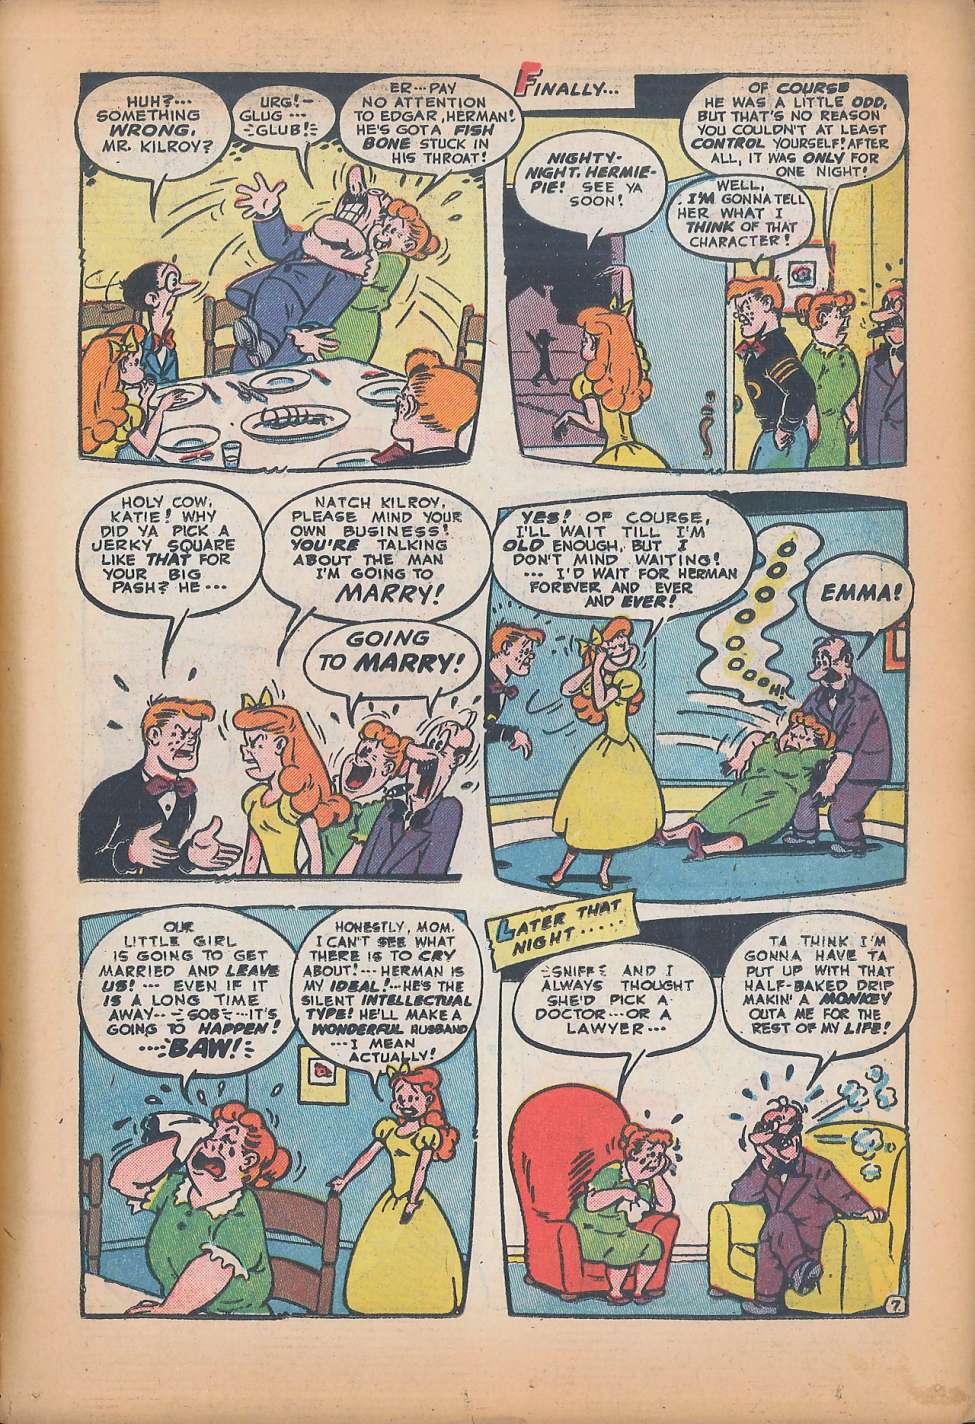 HUH?---
SOMETHING
WRONG,
MR. KILROY?
URG!-
GLUG---
-GLUB!-
ER---PAY
NO ATTENTION
TO EDGAR, HERMAN!
HE'S GOT A FISH
BONE STUCK IN
HIS THROAT!
FINALLY...
NIGHTY-
NIGHT, HERMIE-
PIE! SEE YA
SOON!
WELL,
I'M GONNA TELL
HER WHAT I
THINK OF THAT
CHARACTER!
OF COURSE
HE WAS A LITTLE ODD,
BUT THAT'S NO REASON
YOU COULDN'T AT LEAST
CONTROL YOURSELF! AFTER
ALL, IT WAS ONLY FOR
ONE NIGHT!
HOLY COW,
KATIE! WHY
DID YA PICK A
JERKY SQUARE
LIKE THAT FOR
YOUR BIG
PASH? HE---
NATCH KILROY,
PLEASE MIND YOUR
OWN BUSINESS!
YOU'RE TALKING
ABOUT THE MAN
I'M GOING TO
MARRY!
GOING
TO MARRY!
YES! OF COURSE,
I'LL WAIT TILL I'M
OLD ENOUGH, BUT I
DON'T MIND WAITING!
--- I'D WAIT FOR HERMAN
FOREVER AND EVER
AND EVER!
OOOOOOOOOH!
EMMA!
OUR
LITTLE GIRL
IS GOING TO GET
MARRIED AND LEAVE
US!--- EVEN IF IT
IS A LONG TIME
AWAY---SOB---IT'S
GOING TO HAPPEN!
----BAW!-
HONESTLY, MOM.
I CAN'T SEE WHAT
THERE IS TO CRY
ABOUT!---HERMAN IS
MY IDEAL!---HE'S THE
SILENT INTELLECTUAL
TYPE! HE'LL MAKE A
WONDERFUL HUSBAND
---I MEAN
ACTUALLY!
LATER THAT
NIGHT.....
-SNIFF- AND I
ALWAYS THOUGHT
SHE'D PICK A
DOCTOR---OR A
LAWYER---
TA THINK I'M
GONNA HAVE TA
PUT UP WITH THAT
HALF-BAKED DRIP
MAKIN' A MONKEY
OUTA ME FOR THE
REST OF MY LIFE!
7